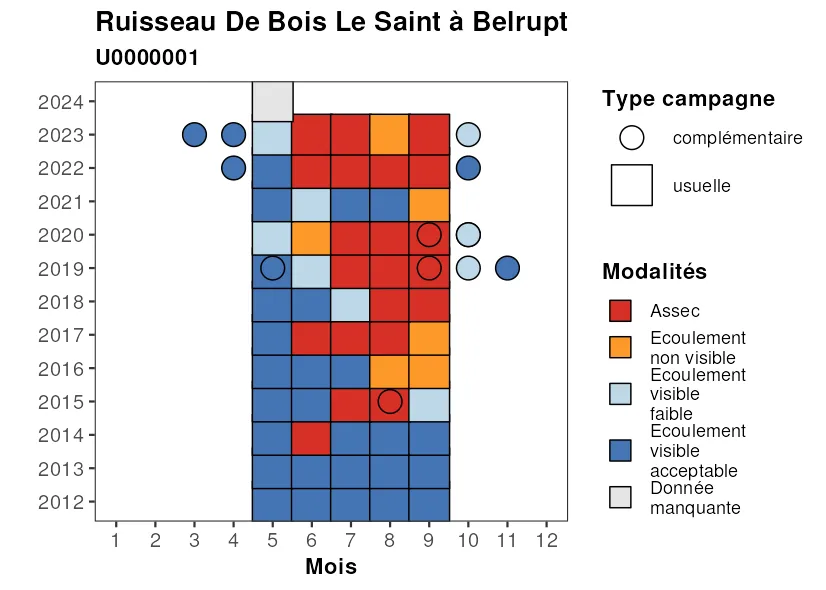 Ruisseau De Bois Le Saint à Belrupt
U0000001
2024
2023
2022
2021
2020
2019
2018
2017
2016
2015
2014
2013
2012
1 2 3 4 5 6 7 8 9 10 11 12
Mois
Type campagne
complémentaire
usuelle
Modalités
Assec
Ecoulement
non visible
Ecoulement
visible
faible
Ecoulement
visible
acceptable
Donnée
manquante